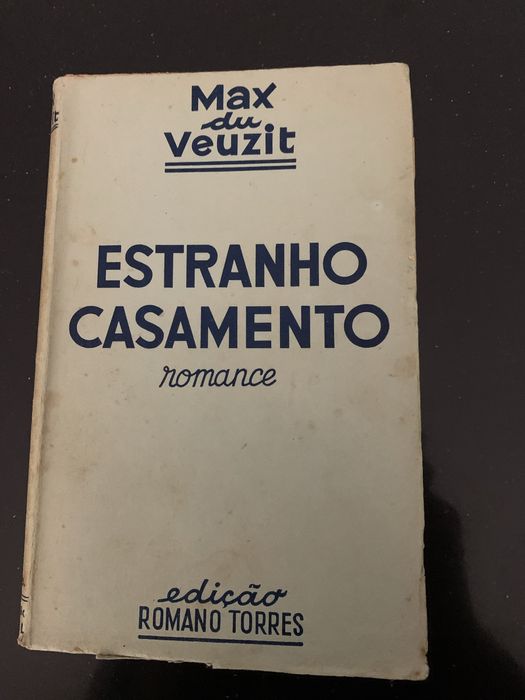 Max
du
Veuzit
ESTRANHO
CASAMENTO
romance
edição
ROMANO TORRES